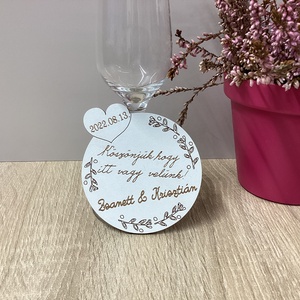 2022.08.13
Köszönjük hogy
itt vagy velünk!
Zsanett & Krisztián